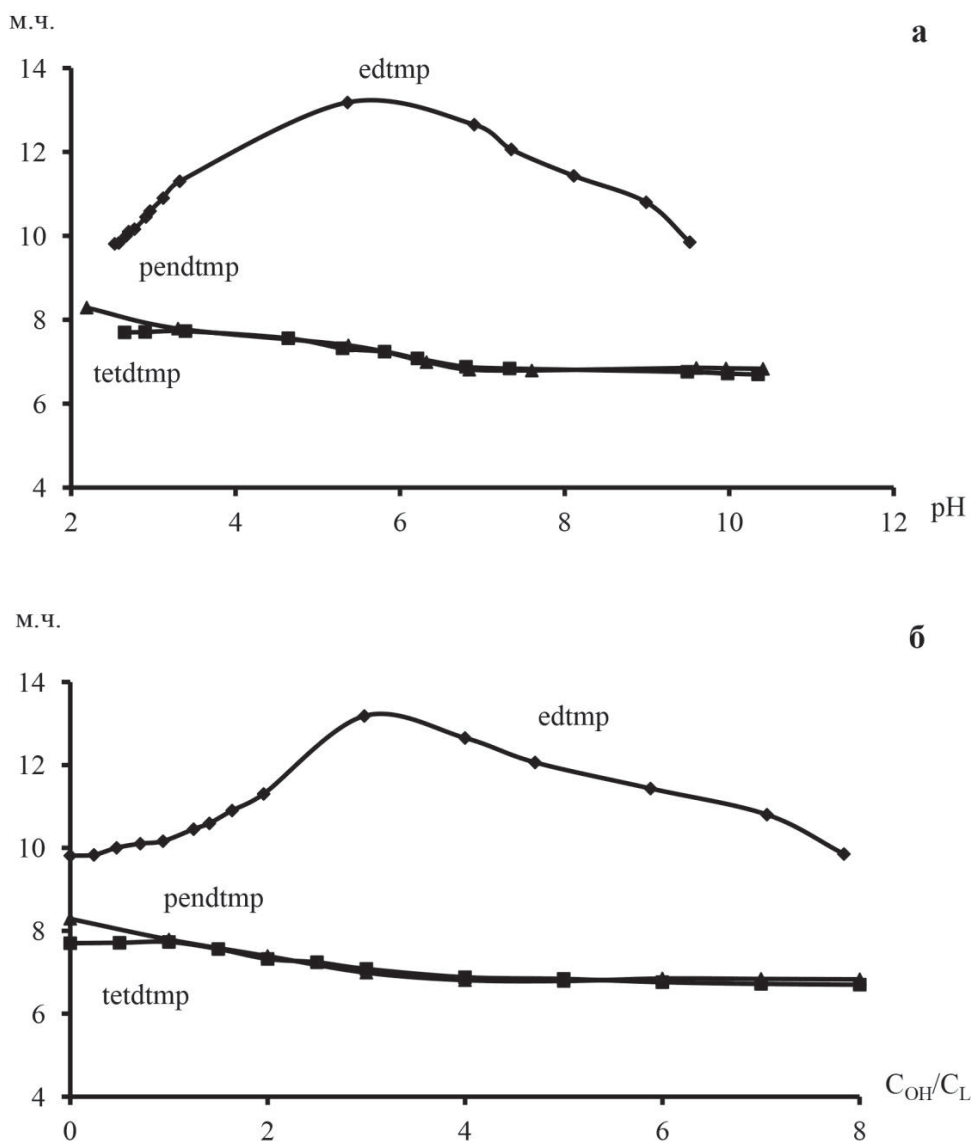 м.ч.
а
14
edtmp
12
10
pendtmp
8
tetdtmp
6
4
2 4 6 8 10 12
pH
м.ч.
б
14
edtmp
12
10
pendtmp
8
tetdtmp
6
4
C_OH/C_L
0 2 4 6 8